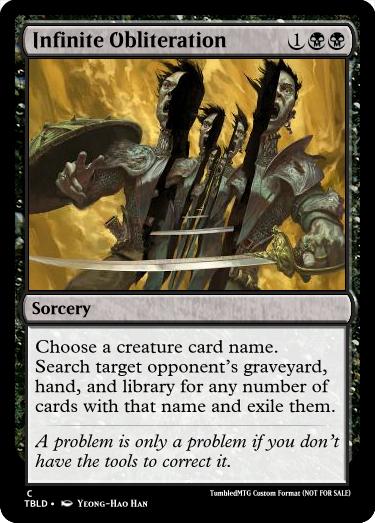 Infinite Obliteration 1
Sorcery
Choose a creature card name.
Search target opponent's graveyard,
hand, and library for any number of
cards with that name and exile them.
A problem is only a problem if you don't
have the tools to correct it.
C
TBLD • Yeong-Hao Han
TumbledMTG Custom Format (NOT FOR SALE)